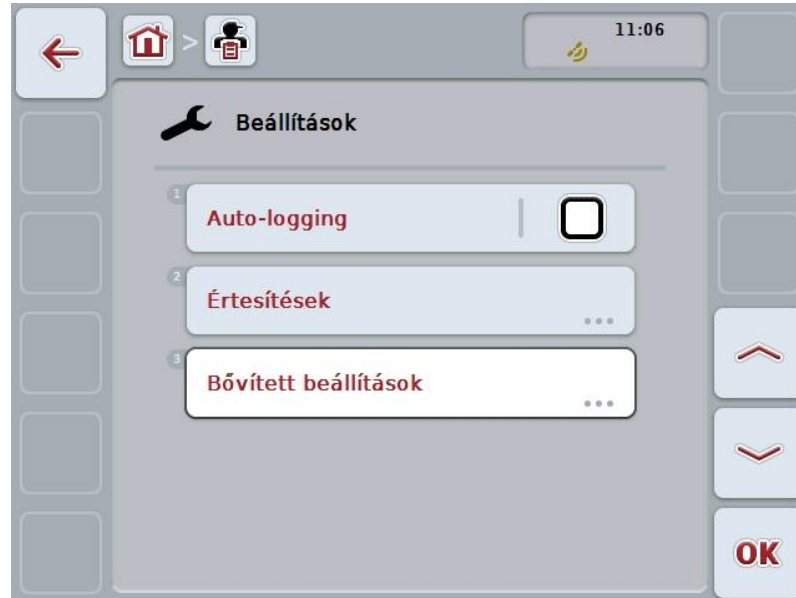 >
11:06
Beállítások
1
Auto-logging
2
Értesítések
...
3
Bővített beállítások
...
OK